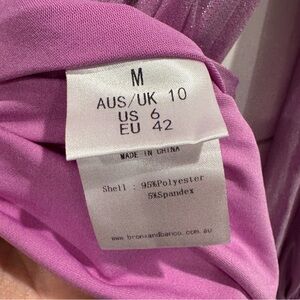 M
AUS/UK 10
US 6
EU 42
MADE IN CHINA
Shell : 95%Polyester
5%Spandex
www.bronxandbanco.com.au